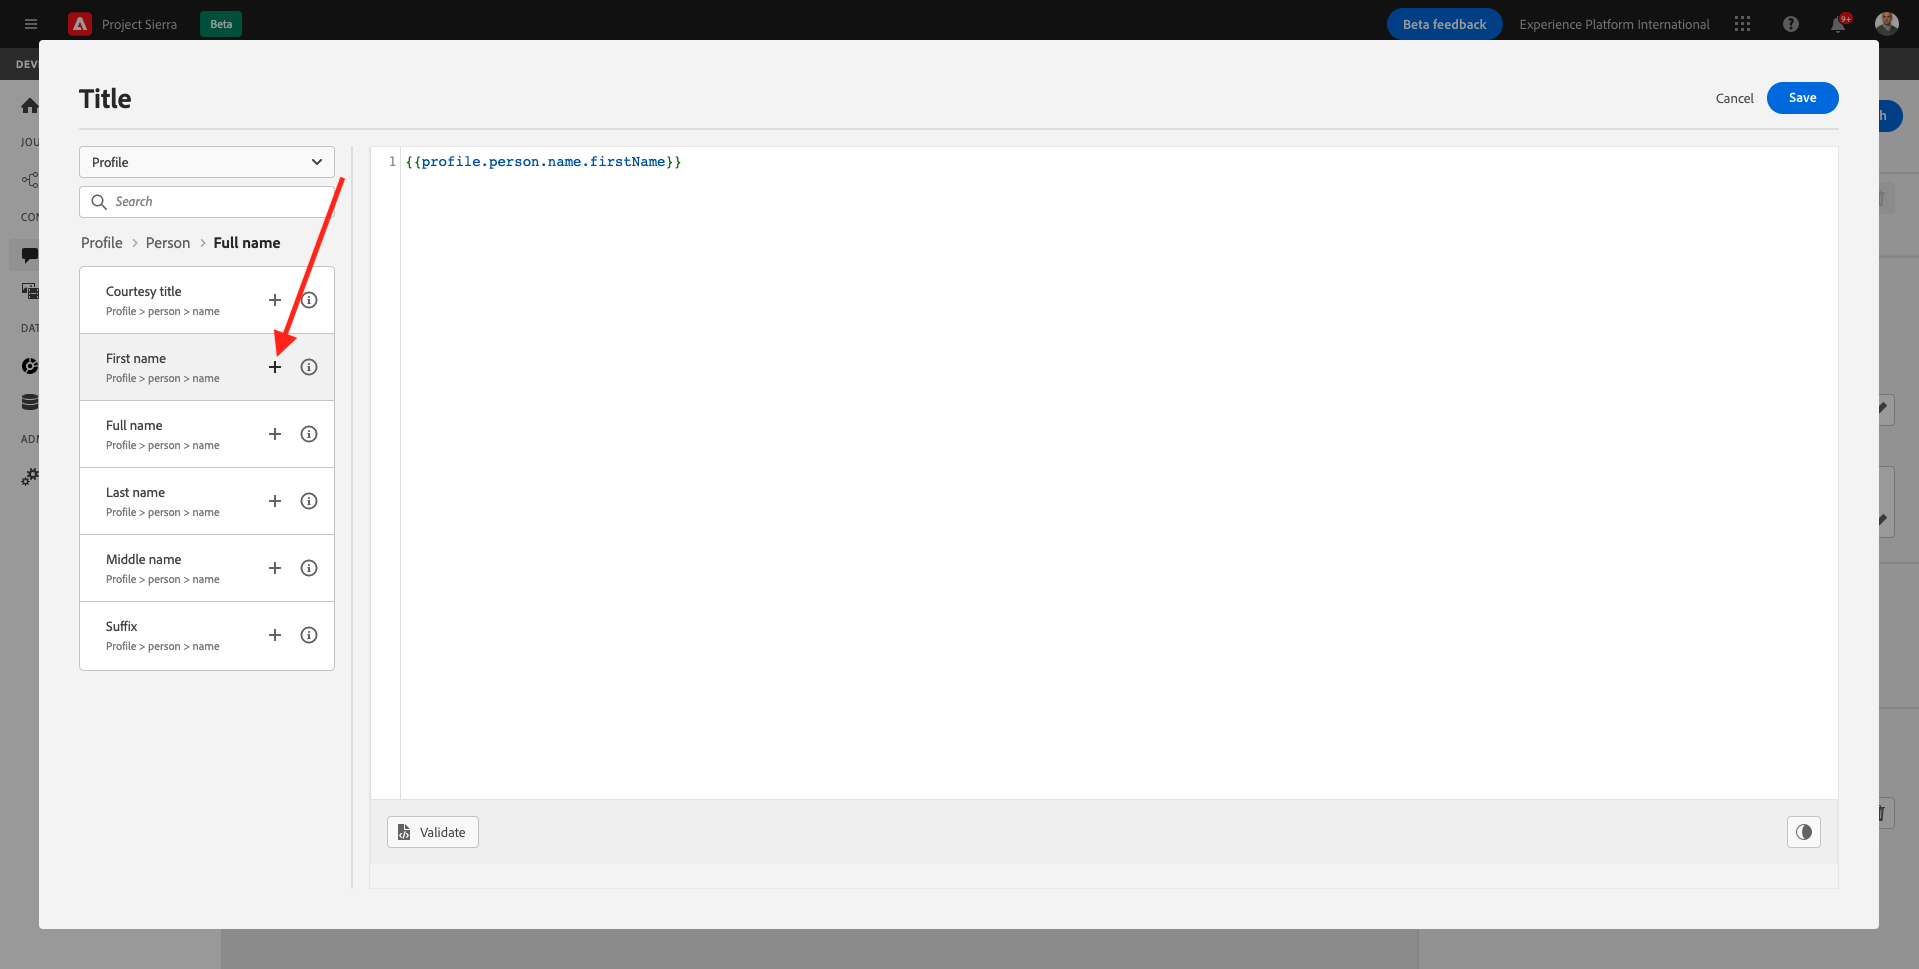 Project Sierra
Beta
Beta feedback
Experience Platform International
9+
DEV
Title
Cancel
Save
h
JOU
Profile
1
{{profile.person.name.firstName}}
Search
CON
Profile > Person > Full name
Courtesy title
Profile > person > name
DAT
First name
Profile > person > name
Full name
Profile > person > name
ADM
Last name
Profile > person > name
Middle name
Profile > person > name
Suffix
Profile > person > name
Validate